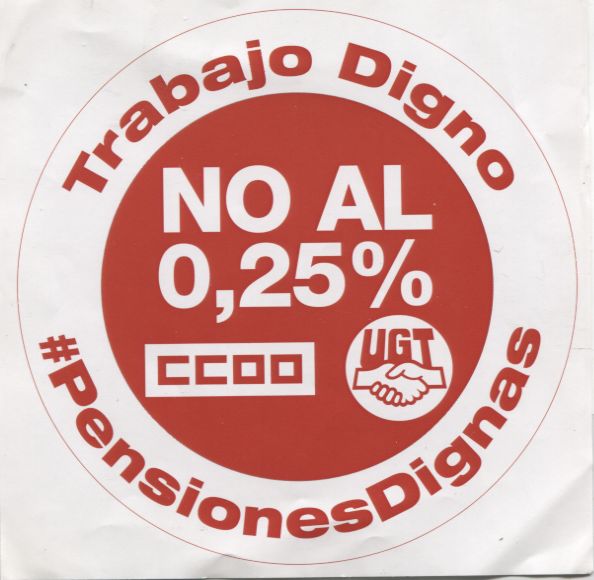 Trabajo Digno
NO AL
0,25%
CCOO
UGT
#PensionesDignas